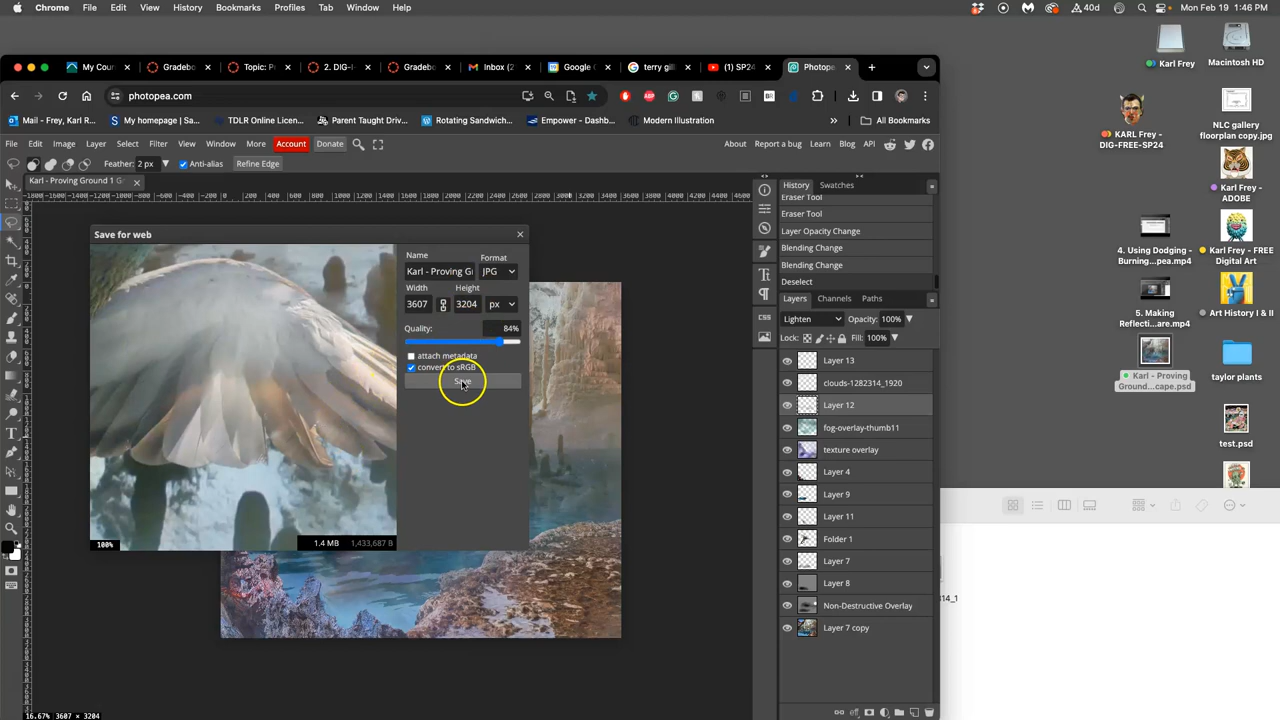 Chrome File Edit View History Bookmarks Profiles Tab Window Help 40d Mon Feb 19 1:46 PM
My Cour Gradebo Topic: P 2. DIG-I Gradebo Inbox (2 Google terry gill (1) SP24 Photope
photopea.com
Mail - Frey, Karl R... My homepage | Sa... TDLR Online Licen... Parent Taught Driv... Rotating Sandwich... Empower - Dashb... Modern Illustration » All Bookmarks
File Edit Image Layer Select Filter View Window More Account Donate About Report a bug Learn Blog API
Feather: 2 px Anti-alias Refine Edge
Karl - Proving Ground 1 G
History Swatches
Eraser Tool
Eraser Tool
Layer Opacity Change
Blending Change
Blending Change
Deselect
Save for web
Name Format
Karl - Proving G JPG
Width Height
3607 3204 px
Quality: 84%
attach metadata
convert to sRGB
Save
100% 1.4 MB 1,433,687 B
Layers Channels Paths
Lighten Opacity: 100%
Lock: Fill: 100%
Layer 13
clouds-1282314_1920
Layer 12
fog-overlay-thumb11
texture overlay
Layer 4
Layer 9
Layer 11
Folder 1
Layer 7
Layer 8
Non-Destructive Overlay
Layer 7 copy
16.67% 3607 × 3204
Karl Frey
Macintosh HD
KARL Frey -
DIG-FREE-SP24
NLC gallery
floorplan copy.jpg
Karl Frey -
ADOBE
4. Using Dodging -
Burning...pea.mp4
Karl Frey - FREE
Digital Art
5. Making
Reflecti...are.mp4
Art History I & II
Karl - Proving
Ground...cape.psd
taylor plants
test.psd
314_1